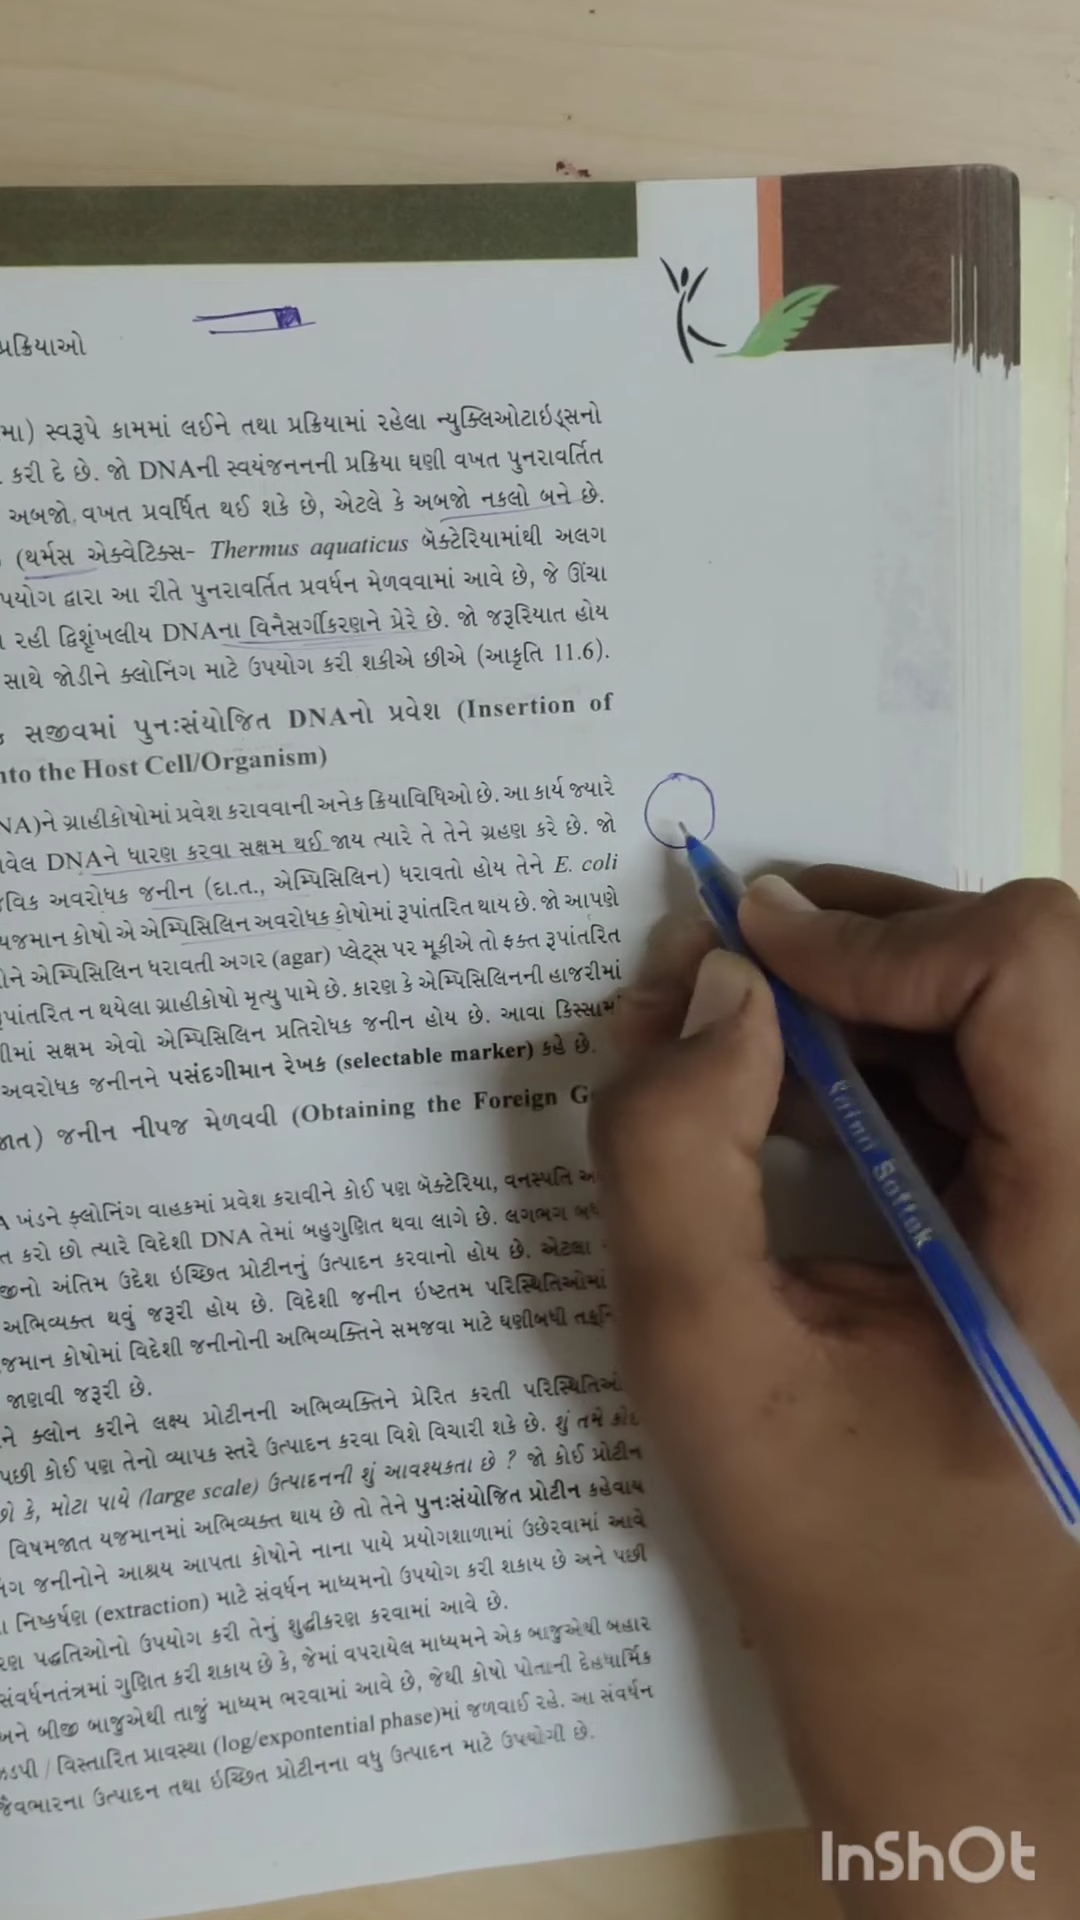 પ્રક્રિયાઓ
મા) સ્વરૂપે કામમાં લઈને તથા પ્રક્રિયામાં રહેલા ન્યુક્લિઓટાઇડ્સનો
કરી દે છે. જો DNAની સ્વયંજનનની પ્રક્રિયા ઘણી વખત પુનરાવર્તિત
અબજો વખત પ્રવર્ધિત થઈ શકે છે, એટલે કે અબજો નકલો બને છે.
(થર્મસ એક્વેટિક્સ- Thermus aquaticus બૅક્ટેરિયામાંથી અલગ
પયોગ દ્વારા આ રીતે પુનરાવર્તિત પ્રવર્ધન મેળવવામાં આવે છે, જે ઊંચા
રહી દ્વિશૃંખલીય DNAના વિનૈસર્ગીકરણને પ્રેરે છે. જો જરૂરિયાત હોય
સાથે જોડીને ક્લોનિંગ માટે ઉપયોગ કરી શકીએ છીએ (આકૃતિ 11.6).
સજીવમાં પુનઃસંયોજિત DNAનો પ્રવેશ (Insertion of
nto the Host Cell/Organism)
NA)ને ગ્રાહીકોષોમાં પ્રવેશ કરાવવાની અનેક ક્રિયાવિધિઓ છે. આ કાર્ય જ્યારે
વેલ DNAને ધારણ કરવા સક્ષમ થઈ જાય ત્યારે તે તેને ગ્રહણ કરે છે. જો
વિક અવરોધક જનીન (દા.ત., એમ્પિસિલિન) ધરાવતો હોય તેને E. coli
યજમાન કોષો એ એમ્પિસિલિન અવરોધક કોષોમાં રૂપાંતરિત થાય છે. જો આપણે
ને એમ્પિસિલિન ધરાવતી અગર (agar) પ્લેટ્સ પર મૂકીએ તો ફક્ત રૂપાંતરિત
પાંતરિત ન થયેલા ગ્રાહીકોષો મૃત્યુ પામે છે. કારણ કે એમ્પિસિલિનની હાજરીમાં
ીમાં સક્ષમ એવો એમ્પિસિલિન પ્રતિરોધક જનીન હોય છે. આવા કિસ્સામાં
અવરોધક જનીનને પસંદગીમાન રેખક (selectable marker) કહે છે.
જાત) જનીન નીપજ મેળવવી (Obtaining the Foreign G
A ખંડને ક્લોનિંગ વાહકમાં પ્રવેશ કરાવીને કોઈ પણ બૅક્ટેરિયા, વનસ્પતિ અ
ત કરો છો ત્યારે વિદેશી DNA તેમાં બહુગુણિત થવા લાગે છે. લગભગ બધ
જીનો અંતિમ ઉદેશ ઇચ્છિત પ્રોટીનનું ઉત્પાદન કરવાનો હોય છે. એટલા
અભિવ્યક્ત થવું જરૂરી હોય છે. વિદેશી જનીન ઇષ્ટતમ પરિસ્થિતિઓમાં
જમાન કોષોમાં વિદેશી જનીનોની અભિવ્યક્તિને સમજવા માટે ઘણીબધી તકનિ
જાણવી જરૂરી છે.
ને ક્લોન કરીને લક્ષ્ય પ્રોટીનની અભિવ્યક્તિને પ્રેરિત કરતી પરિસ્થિતિઓ
પછી કોઈ પણ તેનો વ્યાપક સ્તરે ઉત્પાદન કરવા વિશે વિચારી શકે છે. શું તમે કોઈ
છો કે, મોટા પાયે (large scale) ઉત્પાદનની શું આવશ્યકતા છે ? જો કોઈ પ્રોટીન
વિષમજાત યજમાનમાં અભિવ્યક્ત થાય છે તો તેને પુનઃસંયોજિત પ્રોટીન કહેવાય
ગ જનીનોને આશ્રય આપતા કોષોને નાના પાયે પ્રયોગશાળામાં ઉછેરવામાં આવે
નિષ્કર્ષણ (extraction) માટે સંવર્ધન માધ્યમનો ઉપયોગ કરી શકાય છે અને પછી
રણ પદ્ધતિઓનો ઉપયોગ કરી તેનું શુદ્ધીકરણ કરવામાં આવે છે.
સંવર્ધનતંત્રમાં ગુણિત કરી શકાય છે કે, જેમાં વપરાયેલ માધ્યમને એક બાજુએથી બહાર
અને બીજી બાજુએથી તાજું માધ્યમ ભરવામાં આવે છે, જેથી કોષો પોતાની દેહધાર્મિક
ઝડપી / વિસ્તારિત પ્રાવસ્થા (log/expontential phase)માં જળવાઈ રહે. આ સંવર્ધન
જૈવભારના ઉત્પાદન તથા ઇચ્છિત પ્રોટીનના વધુ ઉત્પાદન માટે ઉપયોગી છે.
Softek
InShOt